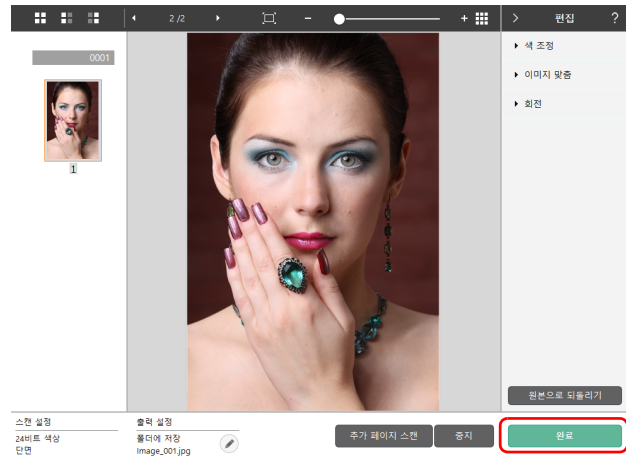 2 /2
편집
?
0001
1
색 조정
이미지 맞춤
회전
원본으로 되돌리기
스캔 설정
24비트 색상
단면
출력 설정
폴더에 저장
Image_001.jpg
추가 페이지 스캔
중지
완료